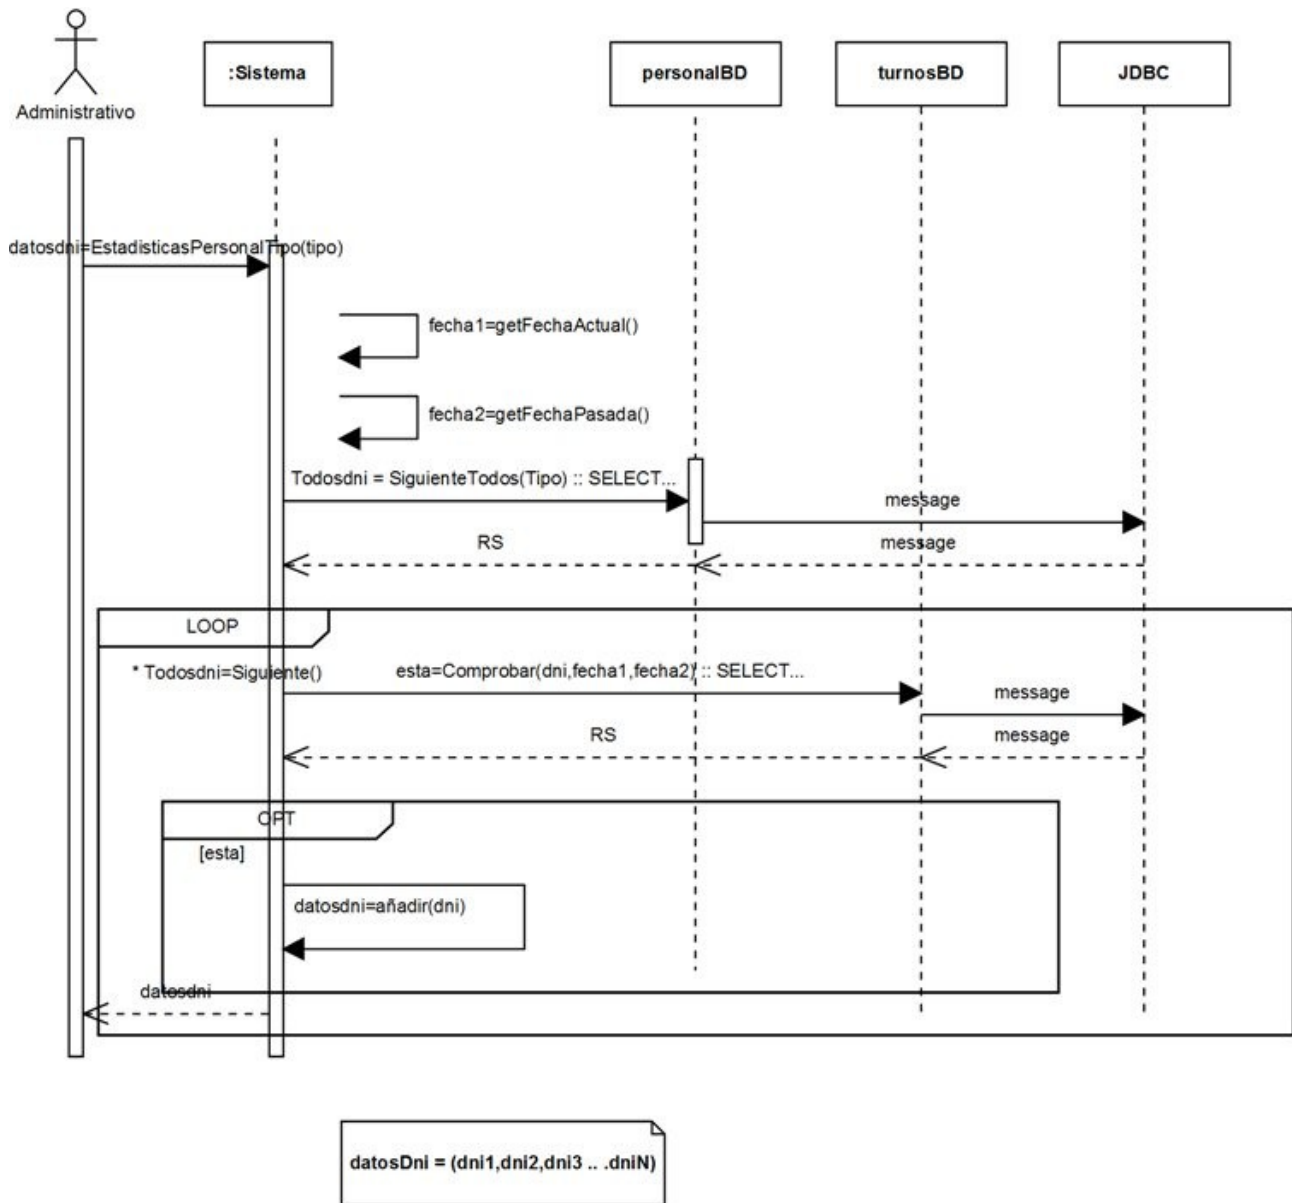 :Sistema
personalBD
turnosBD
JDBC
Administrativo
datosdni=EstadisticasPersonalTipo(tipo)
fecha1=getFechaActual()
fecha2=getFechaPasada()
Todosdni = SiguienteTodos(Tipo) :: SELECT...
message
RS
message
LOOP
* Todosdni=Siguiente()
esta=Comprobar(dni,fecha1,fecha2) :: SELECT...
message
RS
message
OPT
[esta]
datosdni=añadir(dni)
datosdni
datosDni = (dni1,dni2,dni3 .. .dniN)